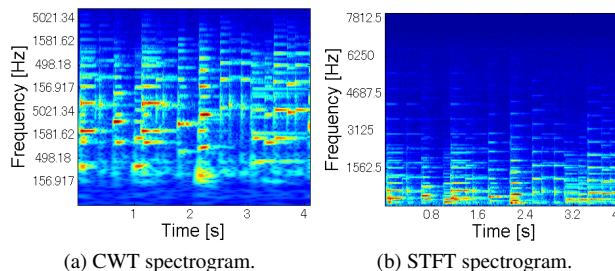 5021.34
1581.62
498.18
156.917
5021.34
1581.62
498.18
156.917
Frequency [Hz]
1 2 3 4
Time [s]
(a) CWT spectrogram.
7812.5
6250
4687.5
3125
1562.5
Frequency [Hz]
0.8 1.6 2.4 3.2 4
Time [s]
(b) STFT spectrogram.